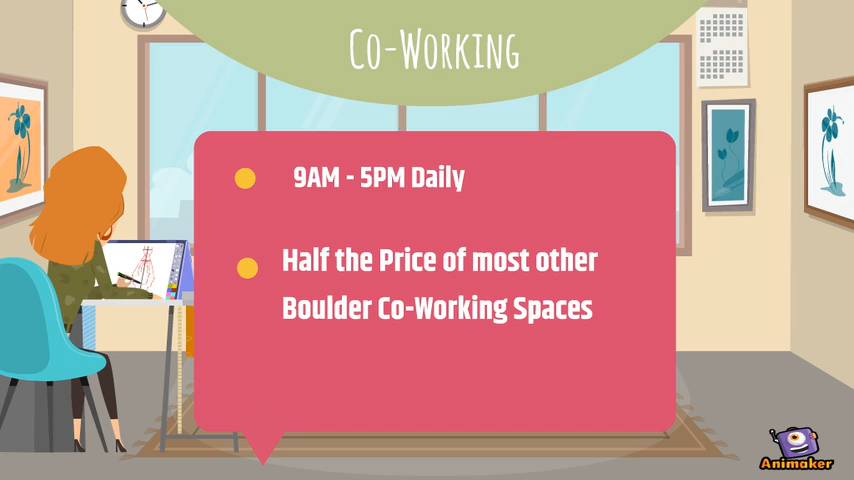 Co-Working
9AM - 5PM Daily
Half the Price of most other
Boulder Co-Working Spaces
Animaker